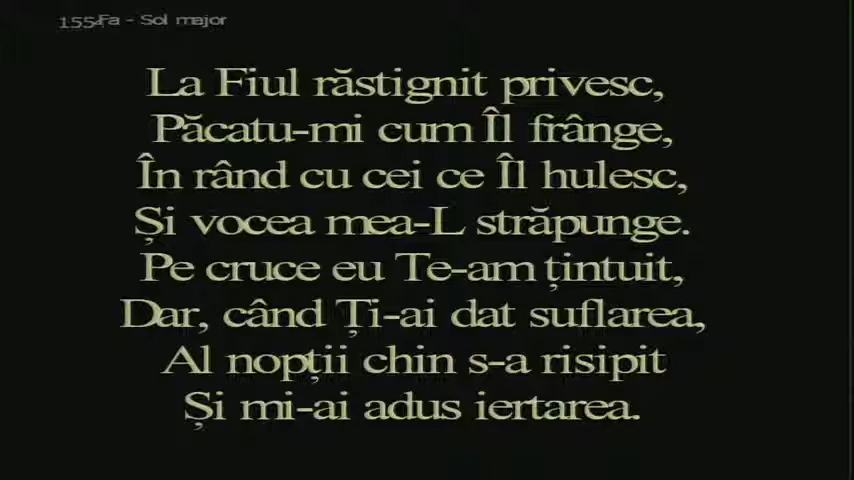 1554 Fa - Sol major
La Fiul răstignit privesc,
Păcatu-mi cum Îl frânge,
În rând cu cei ce Îl hulesc,
Și vocea mea-L străpunge.
Pe cruce eu Te-am țintuit,
Dar, când Ți-ai dat suflarea,
Al nopții chin s-a risipit
Și mi-ai adus iertarea.